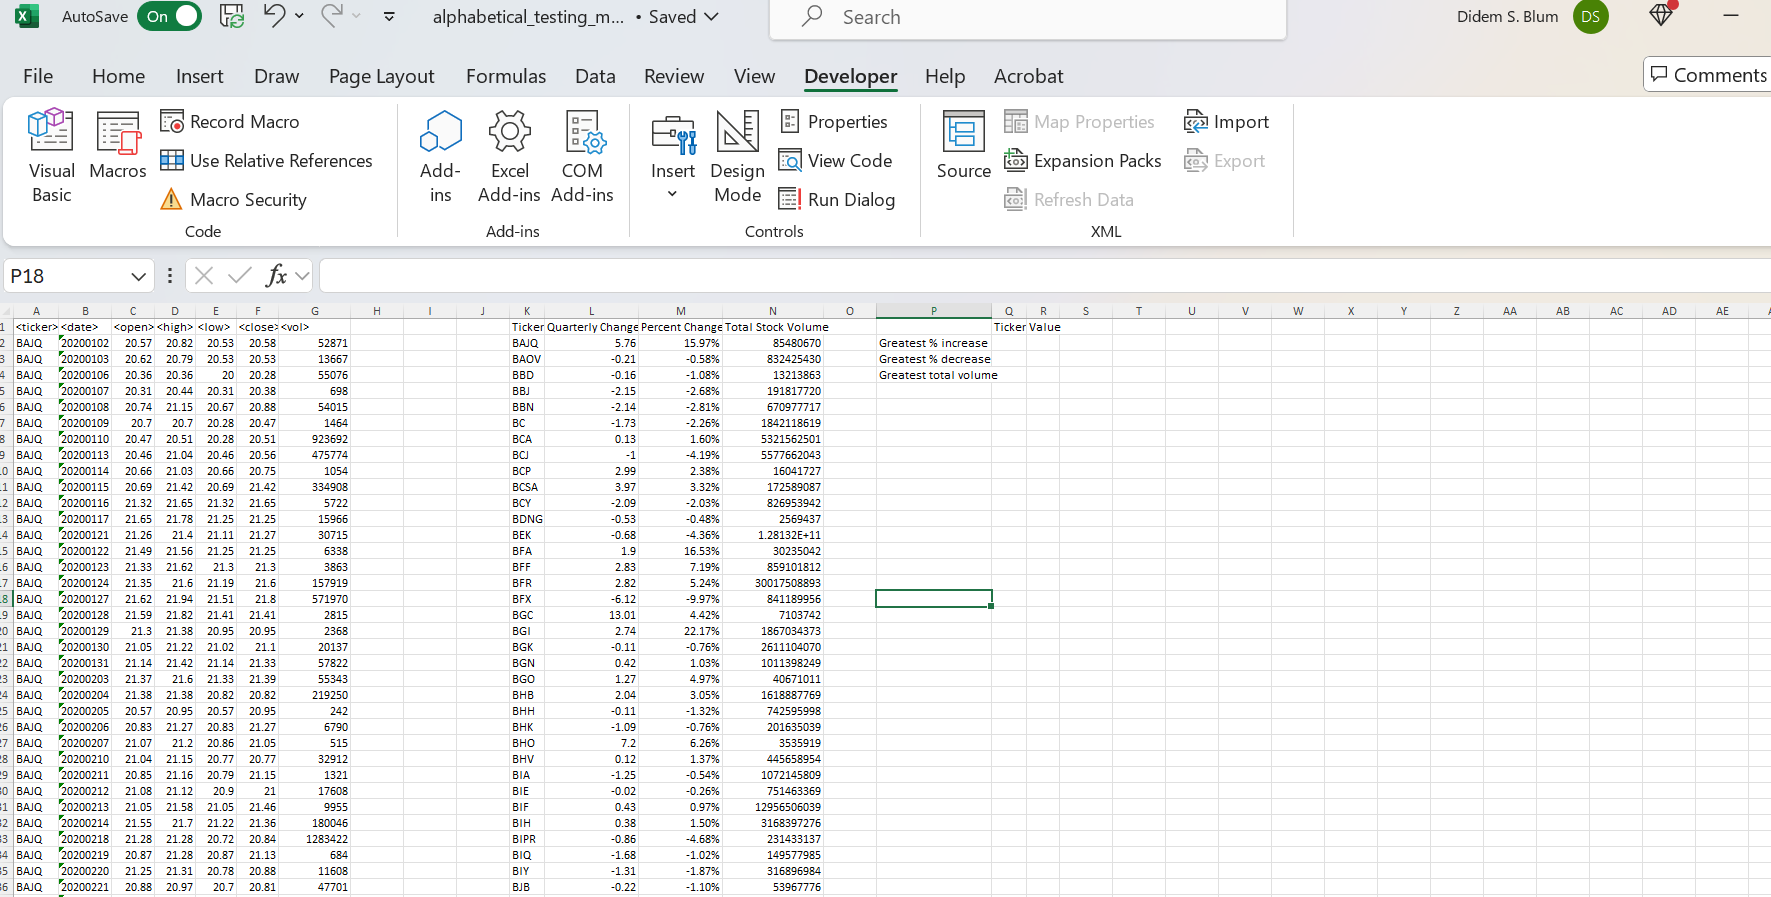 AutoSave On alphabetical_testing_m... • Saved Search Didem S. Blum DS
File Home Insert Draw Page Layout Formulas Data Review View Developer Help Acrobat Comments
Visual Basic
Macros
Record Macro
Use Relative References
Macro Security
Code
Add-ins
Excel Add-ins
COM Add-ins
Add-ins
Insert
Design Mode
Properties
View Code
Run Dialog
Controls
Source
Map Properties
Expansion Packs
Refresh Data
Import
Export
XML
P18 fx
A B C D E F G H I J K L M N O P Q R S T U V W X Y Z AA AB AC AD AE
1 <ticker> <date> <open> <high> <low> <close> <vol> Ticker Quarterly Change Percent Change Total Stock Volume Ticker Value
2 BAJQ 20200102 20.57 20.82 20.53 20.58 52871 BAJQ 5.76 15.97% 85480670 Greatest % increase
3 BAJQ 20200103 20.62 20.79 20.53 20.53 13667 BAOV -0.21 -0.58% 832425430 Greatest % decrease
4 BAJQ 20200106 20.36 20.36 20 20.28 55076 BBD -0.16 -1.08% 13213863 Greatest total volume
5 BAJQ 20200107 20.31 20.44 20.31 20.38 698 BBJ -2.15 -2.68% 191817720
6 BAJQ 20200108 20.74 21.15 20.67 20.88 54015 BBN -2.14 -2.81% 670977717
7 BAJQ 20200109 20.7 20.7 20.28 20.47 1464 BC -1.73 -2.26% 1842118619
8 BAJQ 20200110 20.47 20.51 20.28 20.51 923692 BCA 0.13 1.60% 5321562501
9 BAJQ 20200113 20.46 21.04 20.46 20.56 475774 BCJ -1 -4.19% 5577662043
10 BAJQ 20200114 20.66 21.03 20.66 20.75 1054 BCP 2.99 2.38% 16041727
11 BAJQ 20200115 20.69 21.42 20.69 21.42 334908 BCSA 3.97 3.32% 172589087
12 BAJQ 20200116 21.32 21.65 21.32 21.65 5722 BCY -2.09 -2.03% 826953942
13 BAJQ 20200117 21.65 21.78 21.25 21.25 15966 BDNG -0.53 -0.48% 2569437
14 BAJQ 20200121 21.26 21.4 21.11 21.27 30715 BEK -0.68 -4.36% 1.28132E+11
15 BAJQ 20200122 21.49 21.56 21.25 21.25 6338 BFA 1.9 16.53% 30235042
16 BAJQ 20200123 21.33 21.62 21.3 21.3 3863 BFF 2.83 7.19% 859101812
17 BAJQ 20200124 21.35 21.6 21.19 21.6 157919 BFR 2.82 5.24% 30017508893
18 BAJQ 20200127 21.62 21.94 21.51 21.8 571970 BFX -6.12 -9.97% 841189956
19 BAJQ 20200128 21.59 21.82 21.41 21.41 2815 BGC 13.01 4.42% 7103742
20 BAJQ 20200129 21.3 21.38 20.95 20.95 2368 BGI 2.74 22.17% 1867034373
21 BAJQ 20200130 21.05 21.22 21.02 21.1 20137 BGK -0.11 -0.76% 2611104070
22 BAJQ 20200131 21.14 21.42 21.14 21.33 57822 BGN 0.42 1.03% 1011398249
23 BAJQ 20200203 21.37 21.6 21.33 21.39 55343 BGO 1.27 4.97% 40671011
24 BAJQ 20200204 21.38 21.38 20.82 20.82 219250 BHB 2.04 3.05% 1618887769
25 BAJQ 20200205 20.57 20.95 20.57 20.95 242 BHH -0.11 -1.32% 742595998
26 BAJQ 20200206 20.83 21.27 20.83 21.27 6790 BHK -1.09 -0.76% 201635039
27 BAJQ 20200207 21.07 21.2 20.86 21.05 515 BHO 7.2 6.26% 3535919
28 BAJQ 20200210 21.04 21.15 20.77 20.77 32912 BHV 0.12 1.37% 445658954
29 BAJQ 20200211 20.85 21.16 20.79 21.15 1321 BIA -1.25 -0.54% 1072145809
30 BAJQ 20200212 21.08 21.12 20.9 21 17608 BIE -0.02 -0.26% 751463369
31 BAJQ 20200213 21.05 21.58 21.05 21.46 9955 BIF 0.43 0.97% 12956506039
32 BAJQ 20200214 21.55 21.7 21.22 21.36 180046 BIH 0.38 1.50% 3168397276
33 BAJQ 20200218 21.28 21.28 20.72 20.84 1283422 BIPR -0.86 -4.68% 231433137
34 BAJQ 20200219 20.87 21.28 20.87 21.13 684 BIQ -1.68 -1.02% 149577985
35 BAJQ 20200220 21.25 21.31 20.78 20.88 11608 BIY -1.31 -1.87% 316896984
36 BAJQ 20200221 20.88 20.97 20.7 20.81 47701 BJB -0.22 -1.10% 53967776